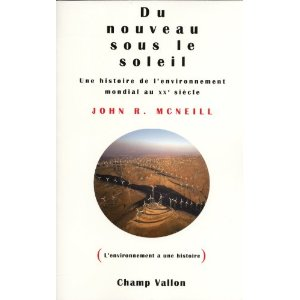 Du
nouveau
sous le
soleil
Une histoire de l'environnement
mondial au XXe siècle
JOHN R. MCNEILL
( L'environnement a une histoire )
Champ Vallon